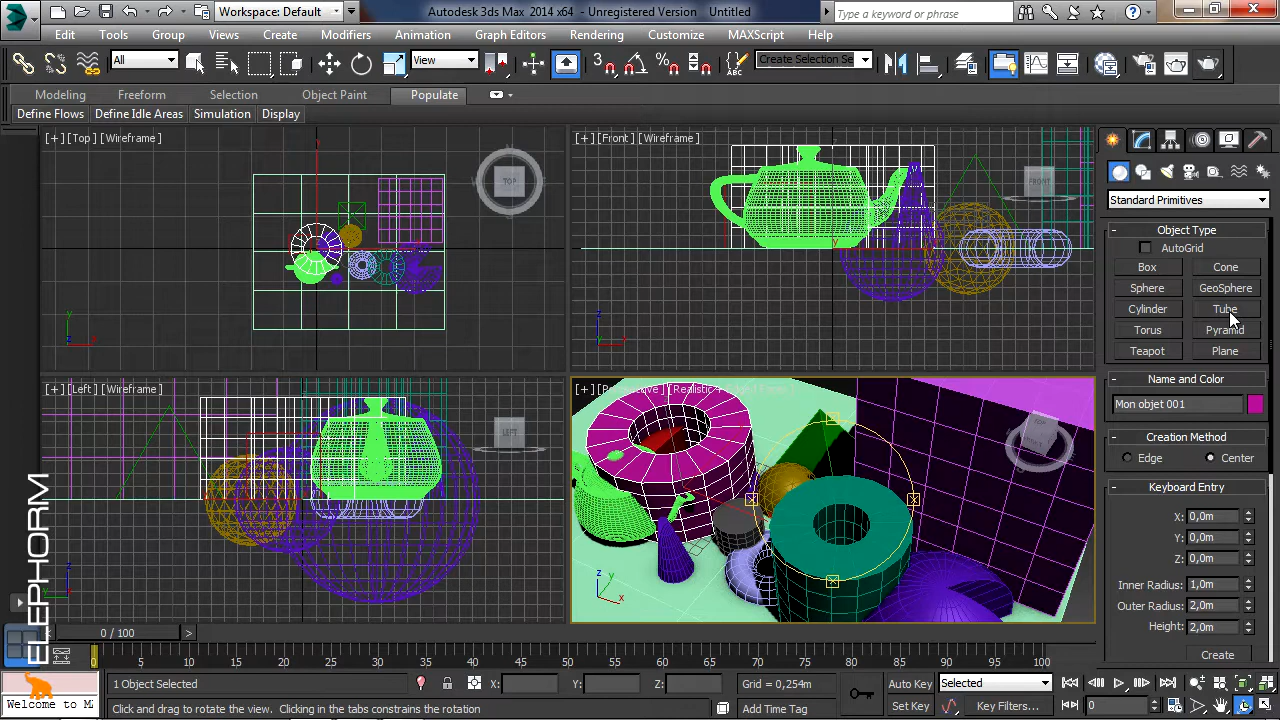 Workspace: Default
Autodesk 3ds Max 2014 x64 - Unregistered Version Untitled
Type a keyword or phrase
Edit Tools Group Views Create Modifiers Animation Graph Editors Rendering Customize MAXScript Help
All View Create Selection Se
Modeling Freeform Selection Object Paint Populate
Define Flows Define Idle Areas Simulation Display
[+] [Top] [Wireframe]
TOP
[+] [Front] [Wireframe]
FRONT
[+] [Left] [Wireframe]
LEFT
Standard Primitives
Object Type
AutoGrid
Box Cone
Sphere GeoSphere
Cylinder Tube
Torus Pyramid
Teapot Plane
Name and Color
Mon objet 001
Creation Method
Edge Center
Keyboard Entry
X: 0,0m
Y: 0,0m
Z: 0,0m
Inner Radius: 1,0m
Outer Radius: 2,0m
Height: 2,0m
Create
ELEPHORM
0 / 100
0 5 10 15 20 25 30 35 40 45 50 55 60 65 70 75 80 85 90 95 100
1 Object Selected X: Y: Z: Grid = 0,254m Auto Key Selected
Welcome to M Click and drag to rotate the view. Clicking in the tabs constrains the rotation Add Time Tag Set Key Key Filters... 0